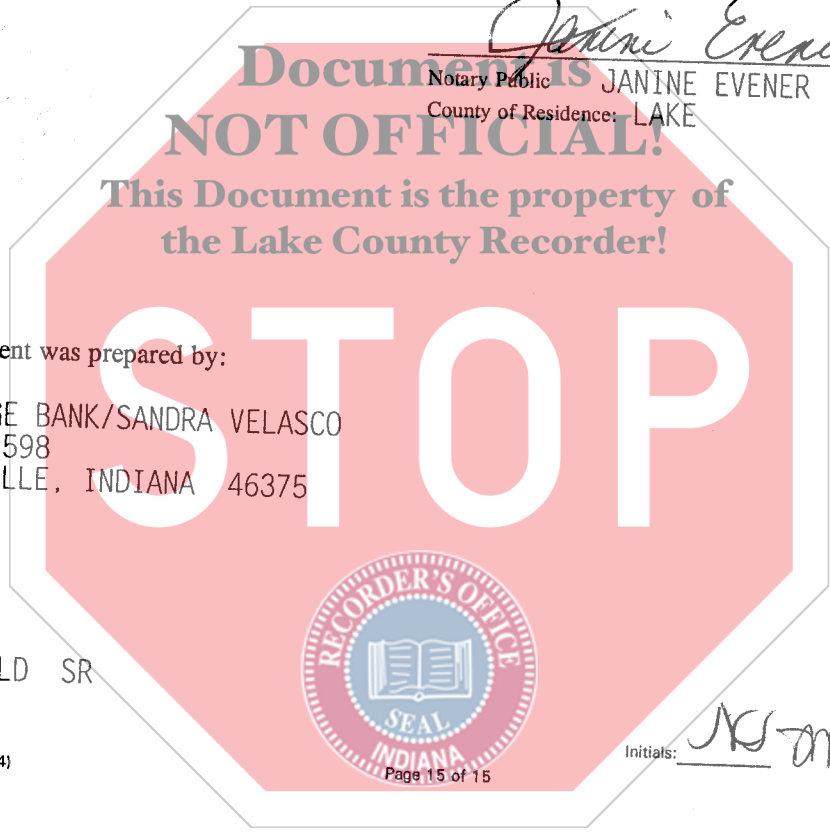 Janine Evener
Document is
Notary Public JANINE EVENER
County of Residence: LAKE
NOT OFFICIAL!
This Document is the property of
the Lake County Recorder!
STOP
ent was prepared by:
GE BANK/SANDRA VELASCO
598
LLE, INDIANA 46375
RECORDER'S OFFICE
SEAL
INDIANA
LD SR
4)
Page 15 of 15
Initials: